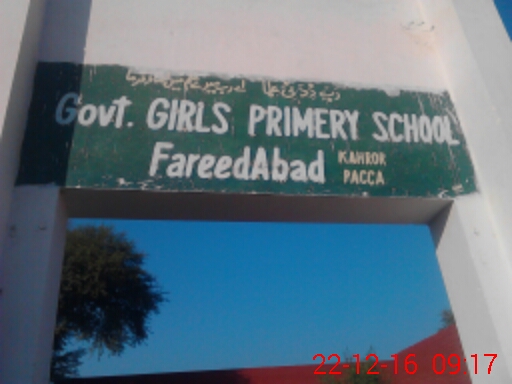 Govt. GIRLS PRIMERY SCHOOL
FareedAbad KAHROR
PACCA
22-12-16 09:17